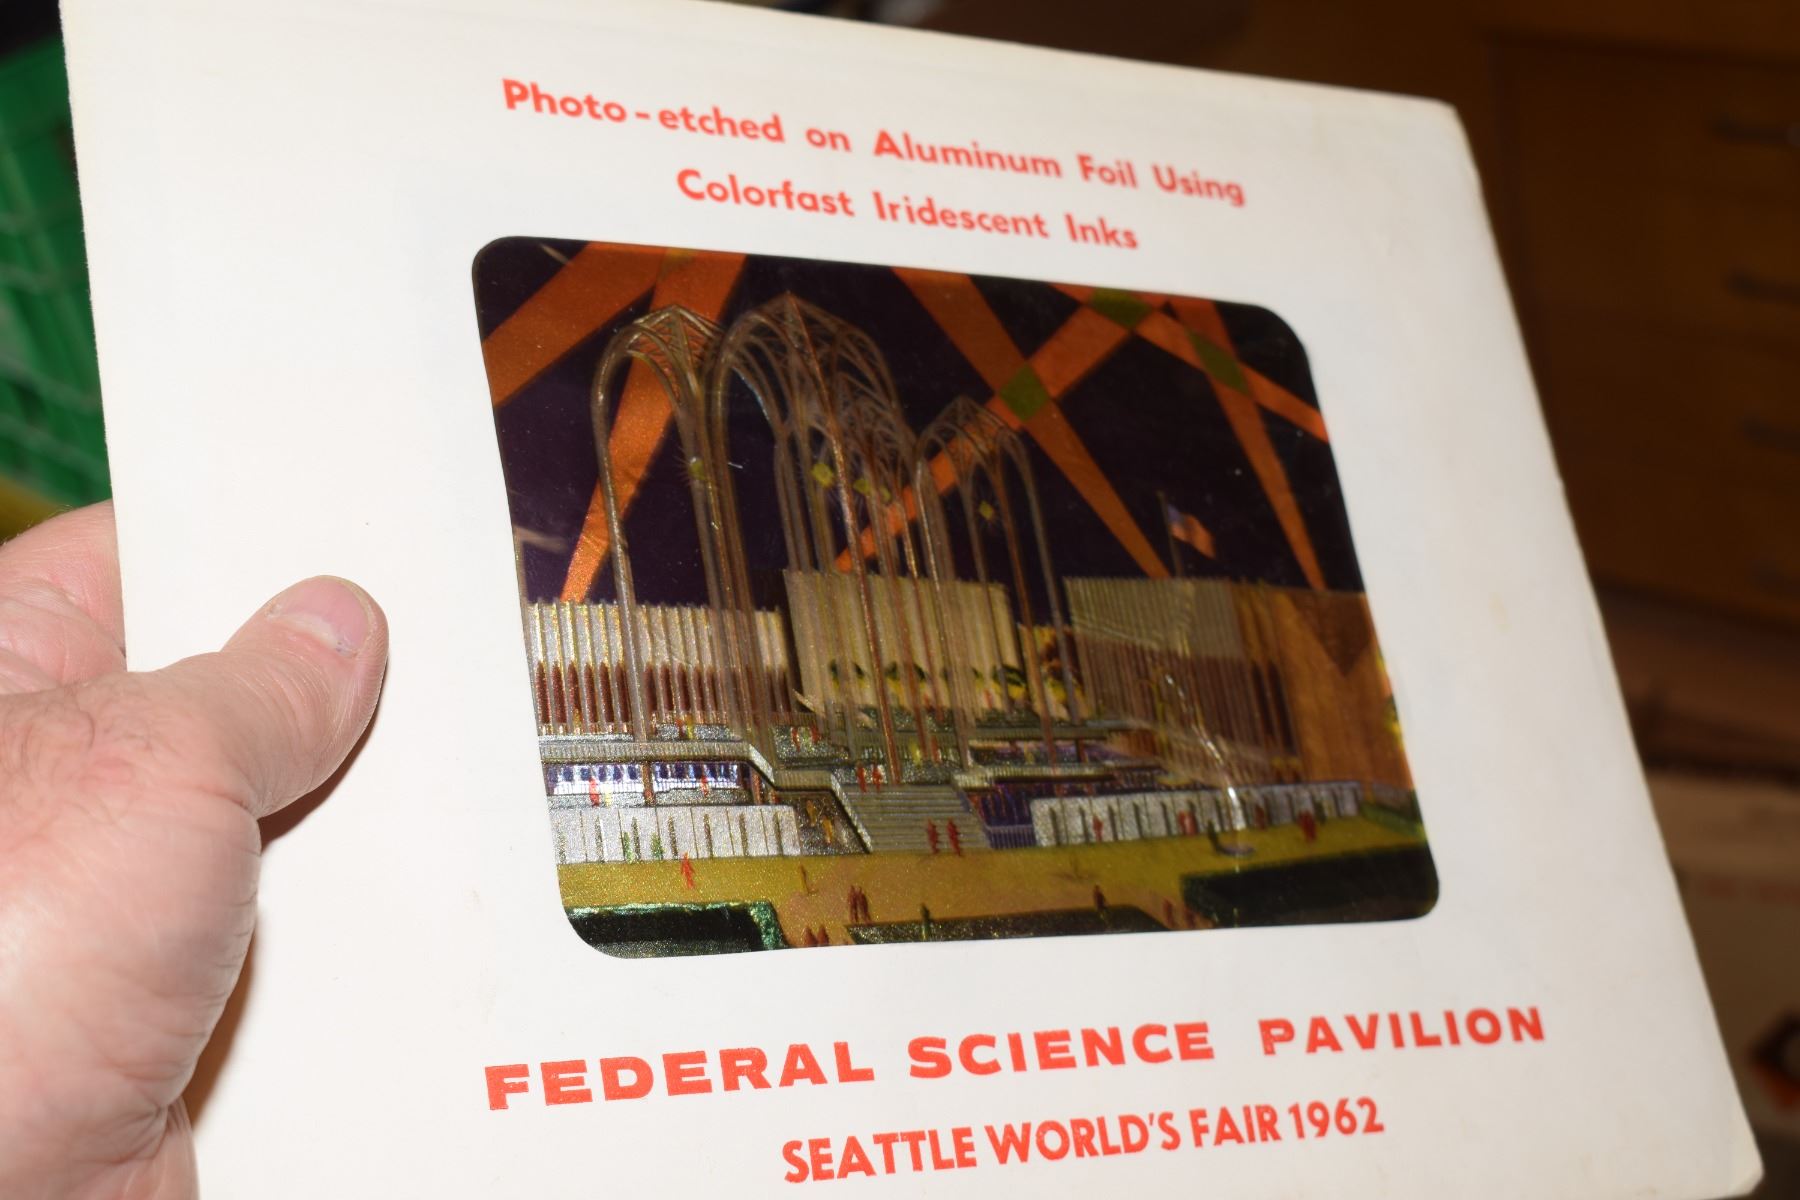 Photo-etched on Aluminum Foil Using
Colorfast Iridescent Inks
FEDERAL SCIENCE PAVILION
SEATTLE WORLD'S FAIR 1962